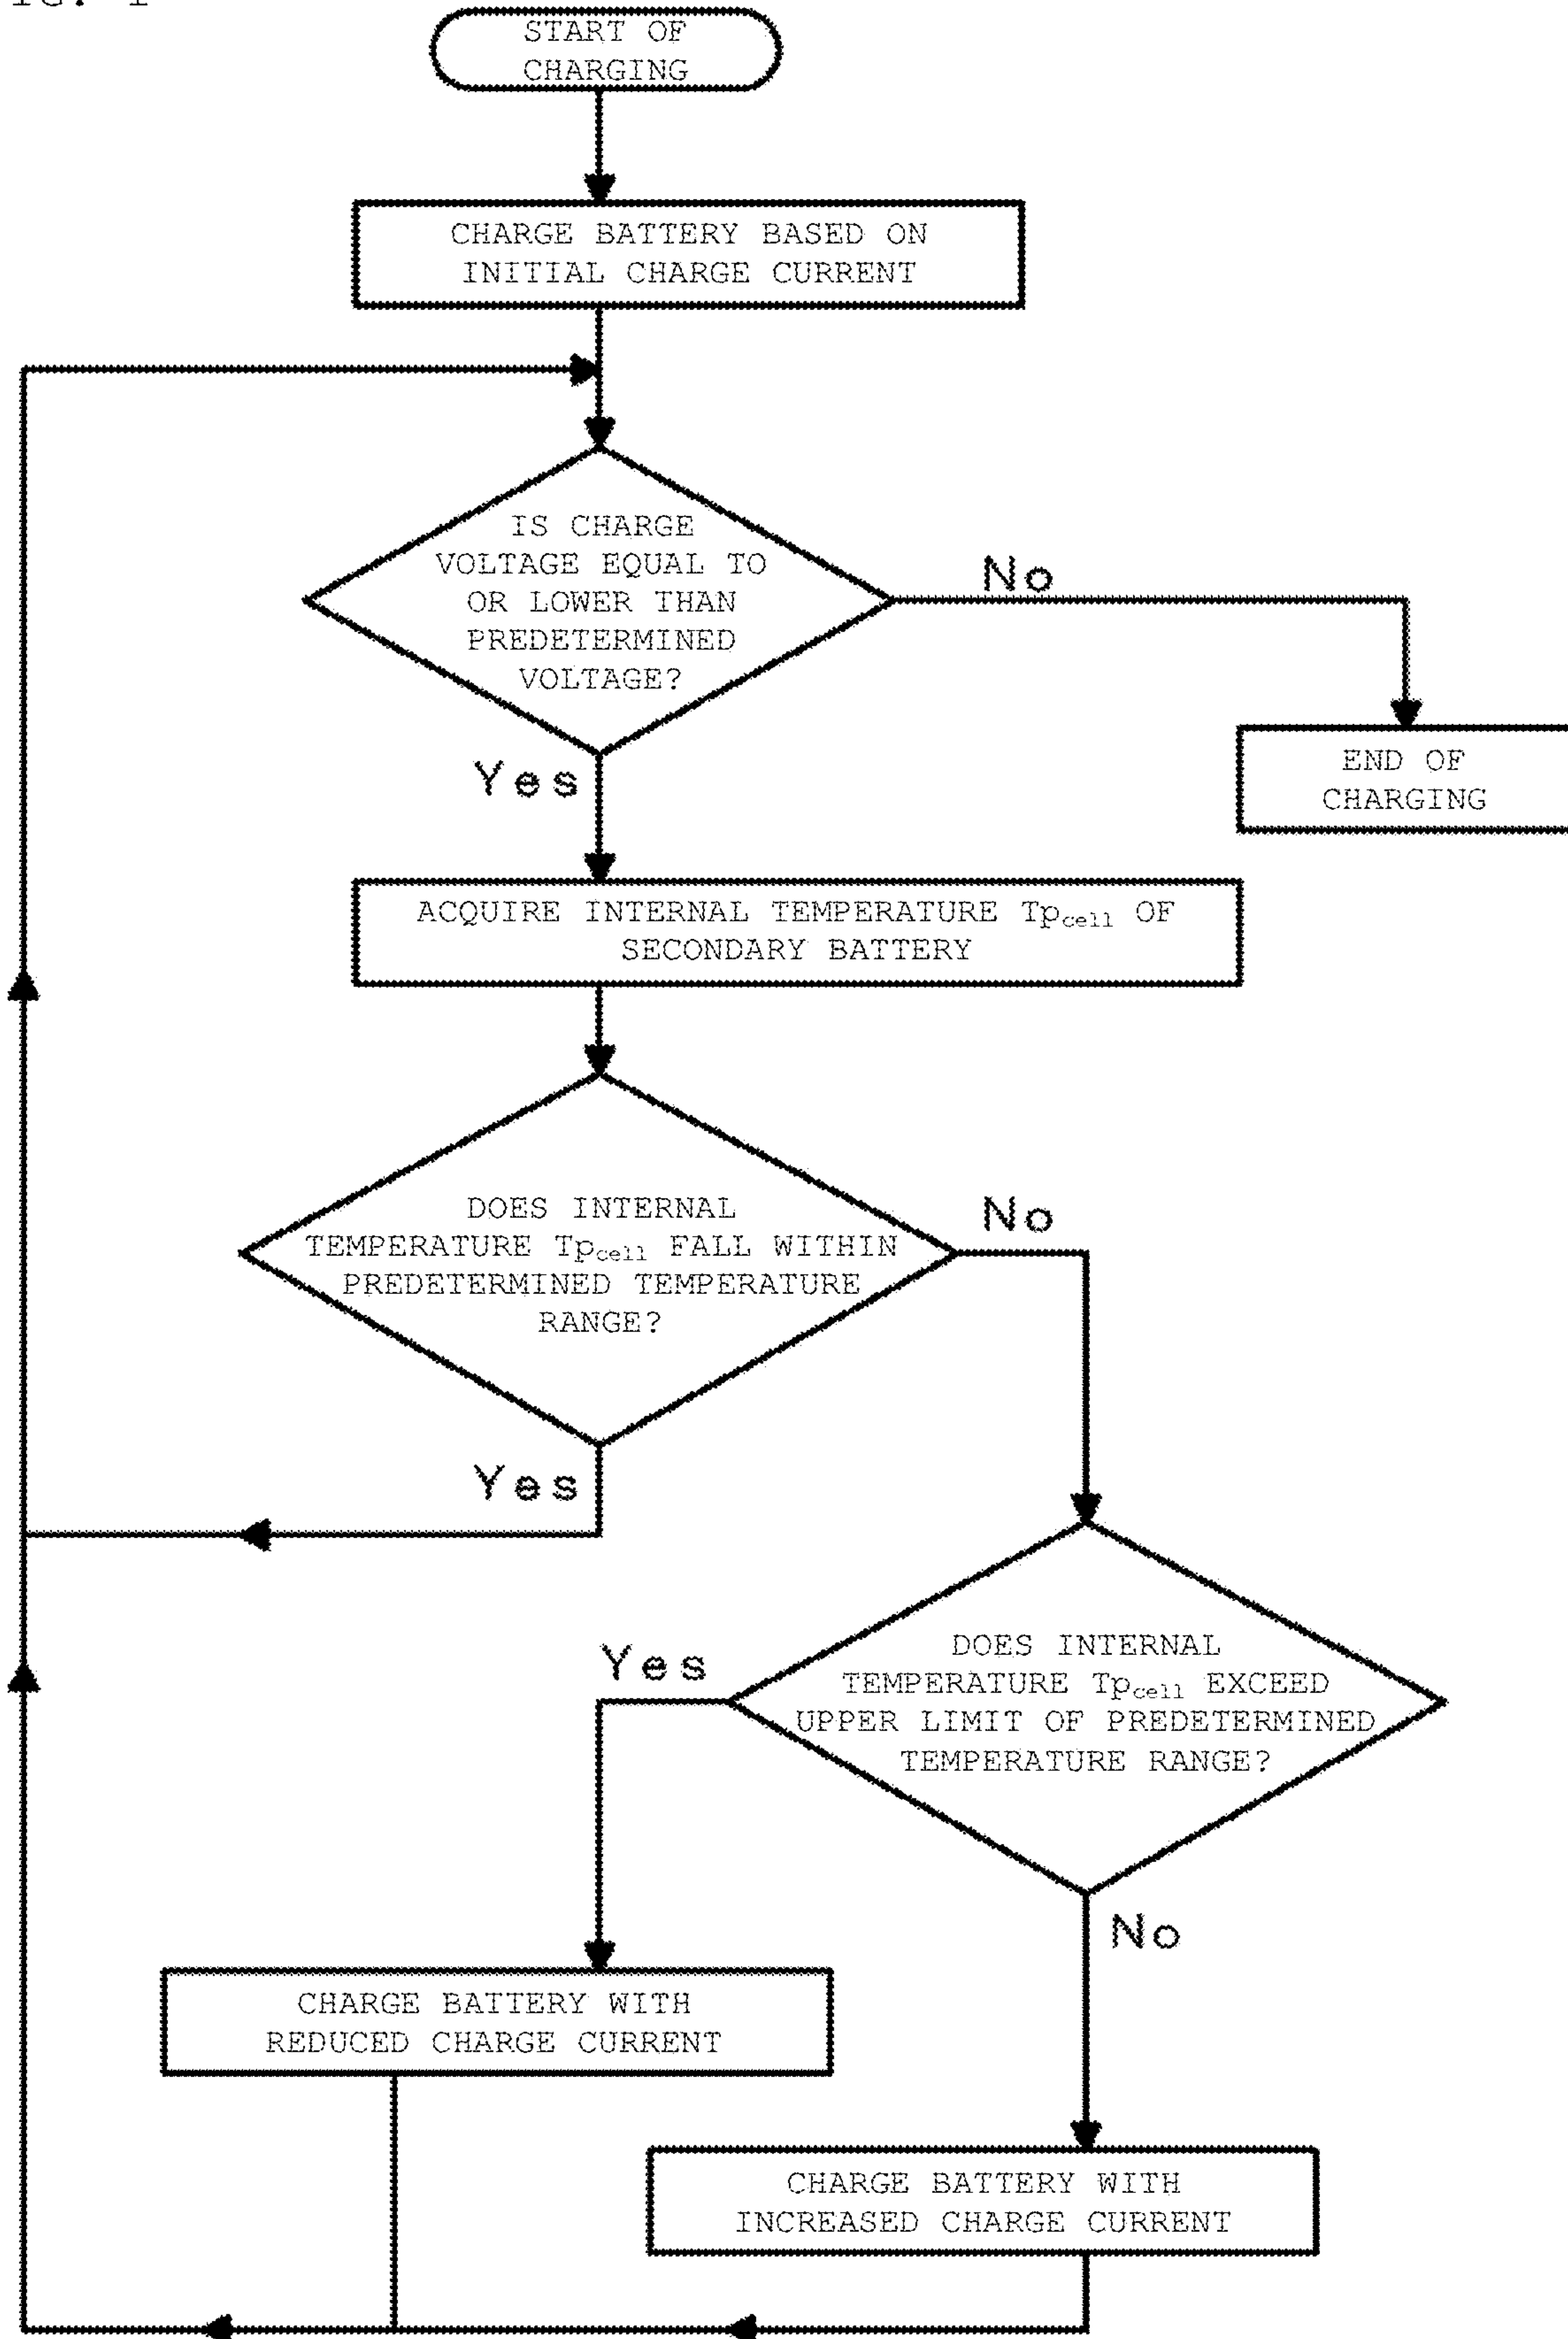 IG. 1
START OF
CHARGING
CHARGE BATTERY BASED ON
INITIAL CHARGE CURRENT
IS CHARGE
VOLTAGE EQUAL TO
OR LOWER THAN
PREDETERMINED
VOLTAGE?
No
Yes
END OF
CHARGING
ACQUIRE INTERNAL TEMPERATURE Tpcell OF
SECONDARY BATTERY
DOES INTERNAL
TEMPERATURE Tpcell FALL WITHIN
PREDETERMINED TEMPERATURE
RANGE?
No
Yes
DOES INTERNAL
TEMPERATURE Tpcell EXCEED
UPPER LIMIT OF PREDETERMINED
TEMPERATURE RANGE?
Yes
No
CHARGE BATTERY WITH
REDUCED CHARGE CURRENT
CHARGE BATTERY WITH
INCREASED CHARGE CURRENT